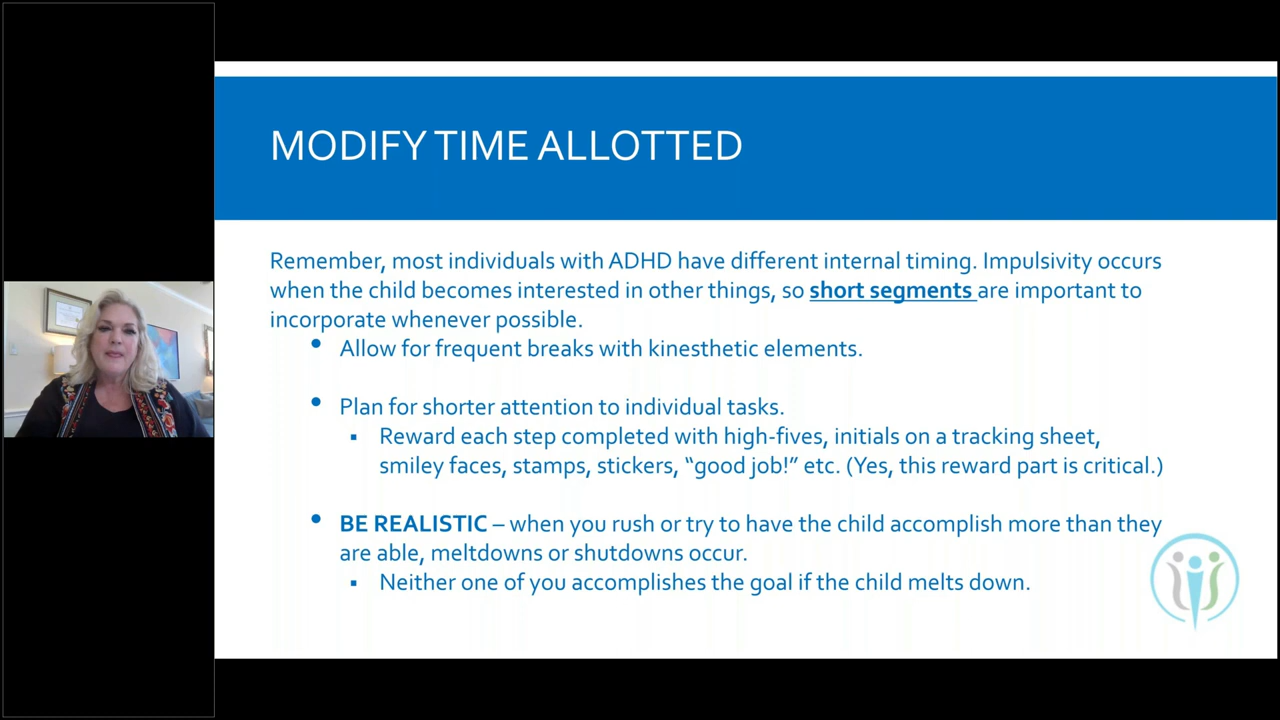 MODIFY TIME ALLOTTED
Remember, most individuals with ADHD have different internal timing. Impulsivity occurs
when the child becomes interested in other things, so short segments are important to
incorporate whenever possible.
• Allow for frequent breaks with kinesthetic elements.
• Plan for shorter attention to individual tasks.
▪ Reward each step completed with high-fives, initials on a tracking sheet,
smiley faces, stamps, stickers, “good job!” etc. (Yes, this reward part is critical.)
• BE REALISTIC – when you rush or try to have the child accomplish more than they
are able, meltdowns or shutdowns occur.
▪ Neither one of you accomplishes the goal if the child melts down.